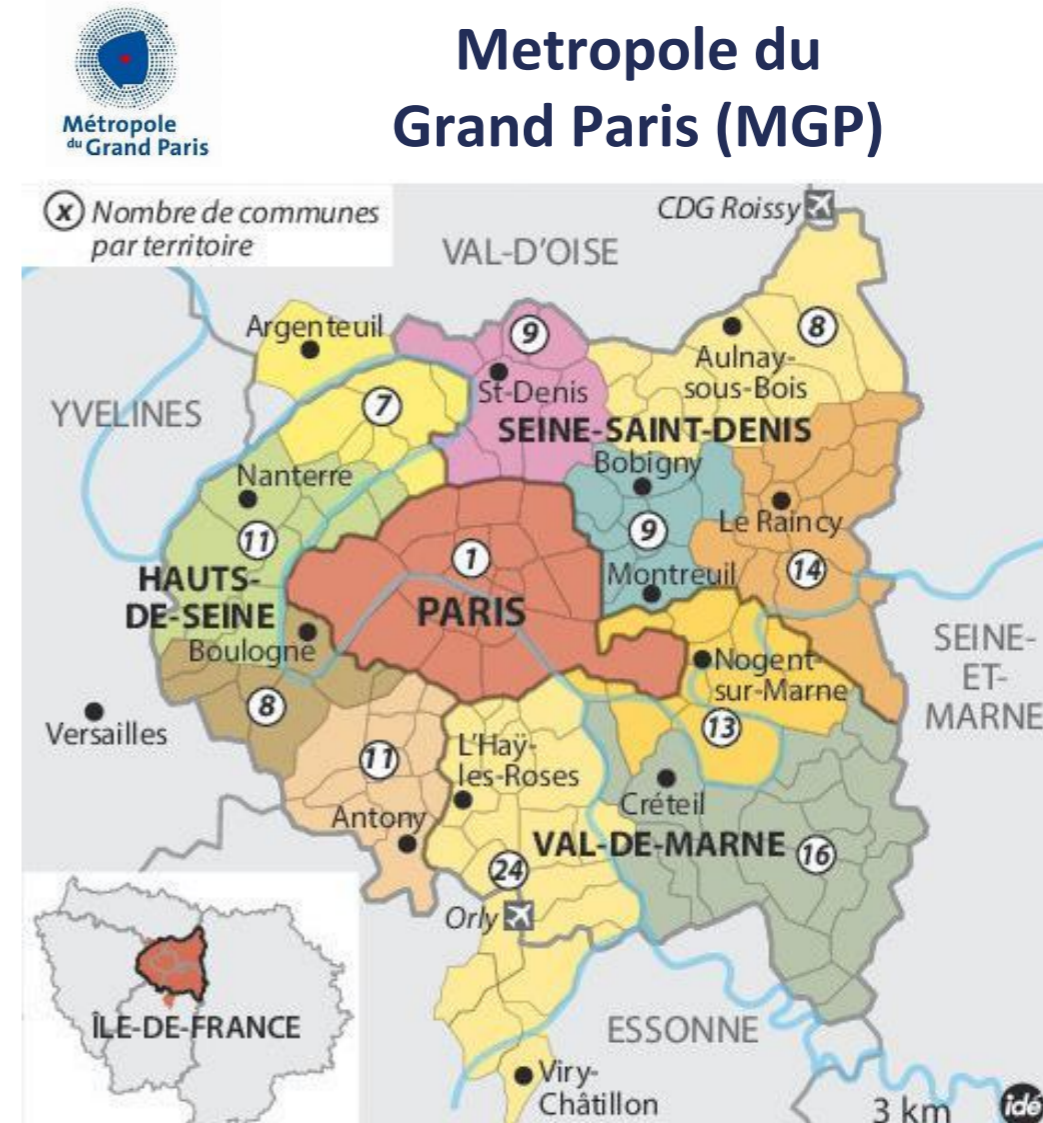 Métropole
du Grand Paris
Metropole du
Grand Paris (MGP)
x Nombre de communes
par territoire
CDG Roissy
VAL-D'OISE
Argenteuil
9
8
Aulnay-
sous-Bois
St-Denis
YVELINES
7
SEINE-SAINT-DENIS
Bobigny
Nanterre
Le Raincy
11
1
9
14
HAUTS-
DE-SEINE
Montreuil
PARIS
Boulogne
SEINE-
ET-
MARNE
Nogent-
sur-Marne
8
13
Versailles
11
L'Haÿ-
les-Roses
Créteil
Antony
VAL-DE-MARNE
16
24
Orly
ÎLE-DE-FRANCE
ESSONNE
Viry-
Châtillon
3 km
idé